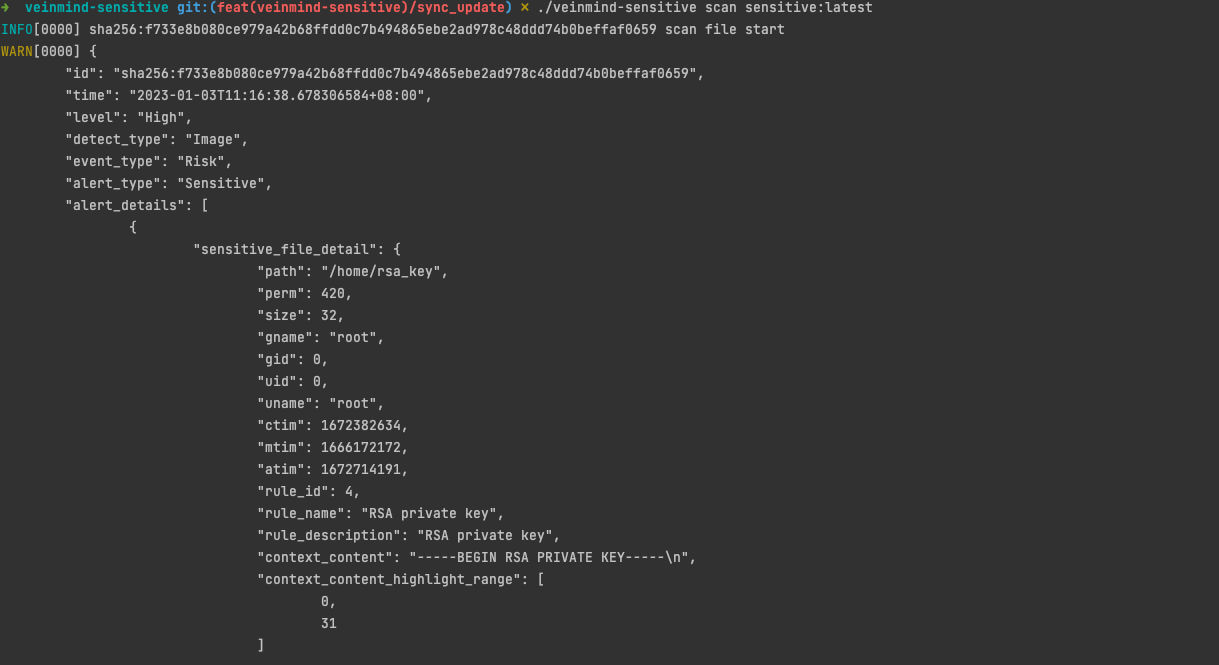 ➜  veinmind-sensitive git:(feat(veinmind-sensitive)/sync_update) ✗ ./veinmind-sensitive scan sensitive:latest
INFO[0000] sha256:f733e8b080ce979a42b68ffdd0c7b494865ebe2ad978c48ddd74b0beffaf0659 scan file start
WARN[0000] {
        "id": "sha256:f733e8b080ce979a42b68ffdd0c7b494865ebe2ad978c48ddd74b0beffaf0659",
        "time": "2023-01-03T11:16:38.678306584+08:00",
        "level": "High",
        "detect_type": "Image",
        "event_type": "Risk",
        "alert_type": "Sensitive",
        "alert_details": [
                {
                        "sensitive_file_detail": {
                                "path": "/home/rsa_key",
                                "perm": 420,
                                "size": 32,
                                "gname": "root",
                                "gid": 0,
                                "uid": 0,
                                "uname": "root",
                                "ctim": 1672382634,
                                "mtim": 1666172172,
                                "atim": 1672714191,
                                "rule_id": 4,
                                "rule_name": "RSA private key",
                                "rule_description": "RSA private key",
                                "context_content": "-----BEGIN RSA PRIVATE KEY-----\n",
                                "context_content_highlight_range": [
                                        0,
                                        31
                                ]